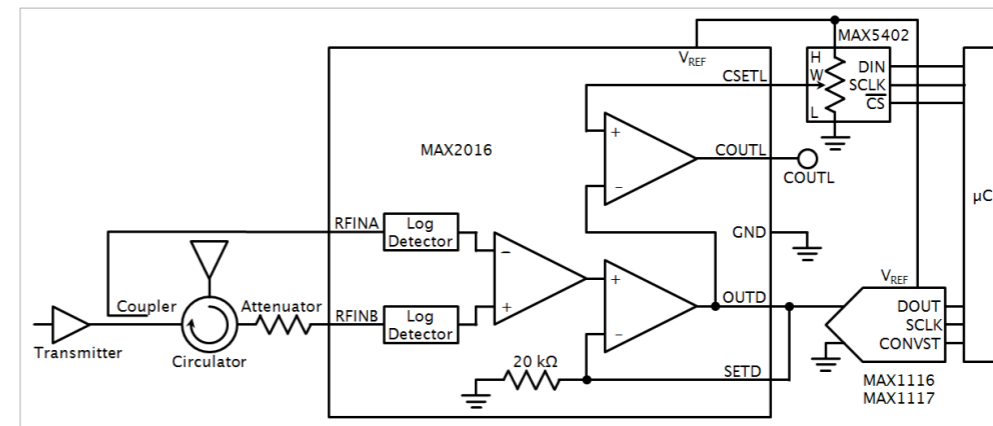 MAX5402
V_REF
H
W
L
DIN
SCLK
C̅S̅
CSETL
MAX2016
+
−
COUTL
COUTL
µC
RFINA
Log
Detector
GND
−
+
+
−
V_REF
Coupler
Attenuator
RFINB
Log
Detector
OUTD
DOUT
SCLK
CONVST
Transmitter
Circulator
20 kΩ
SETD
MAX1116
MAX1117